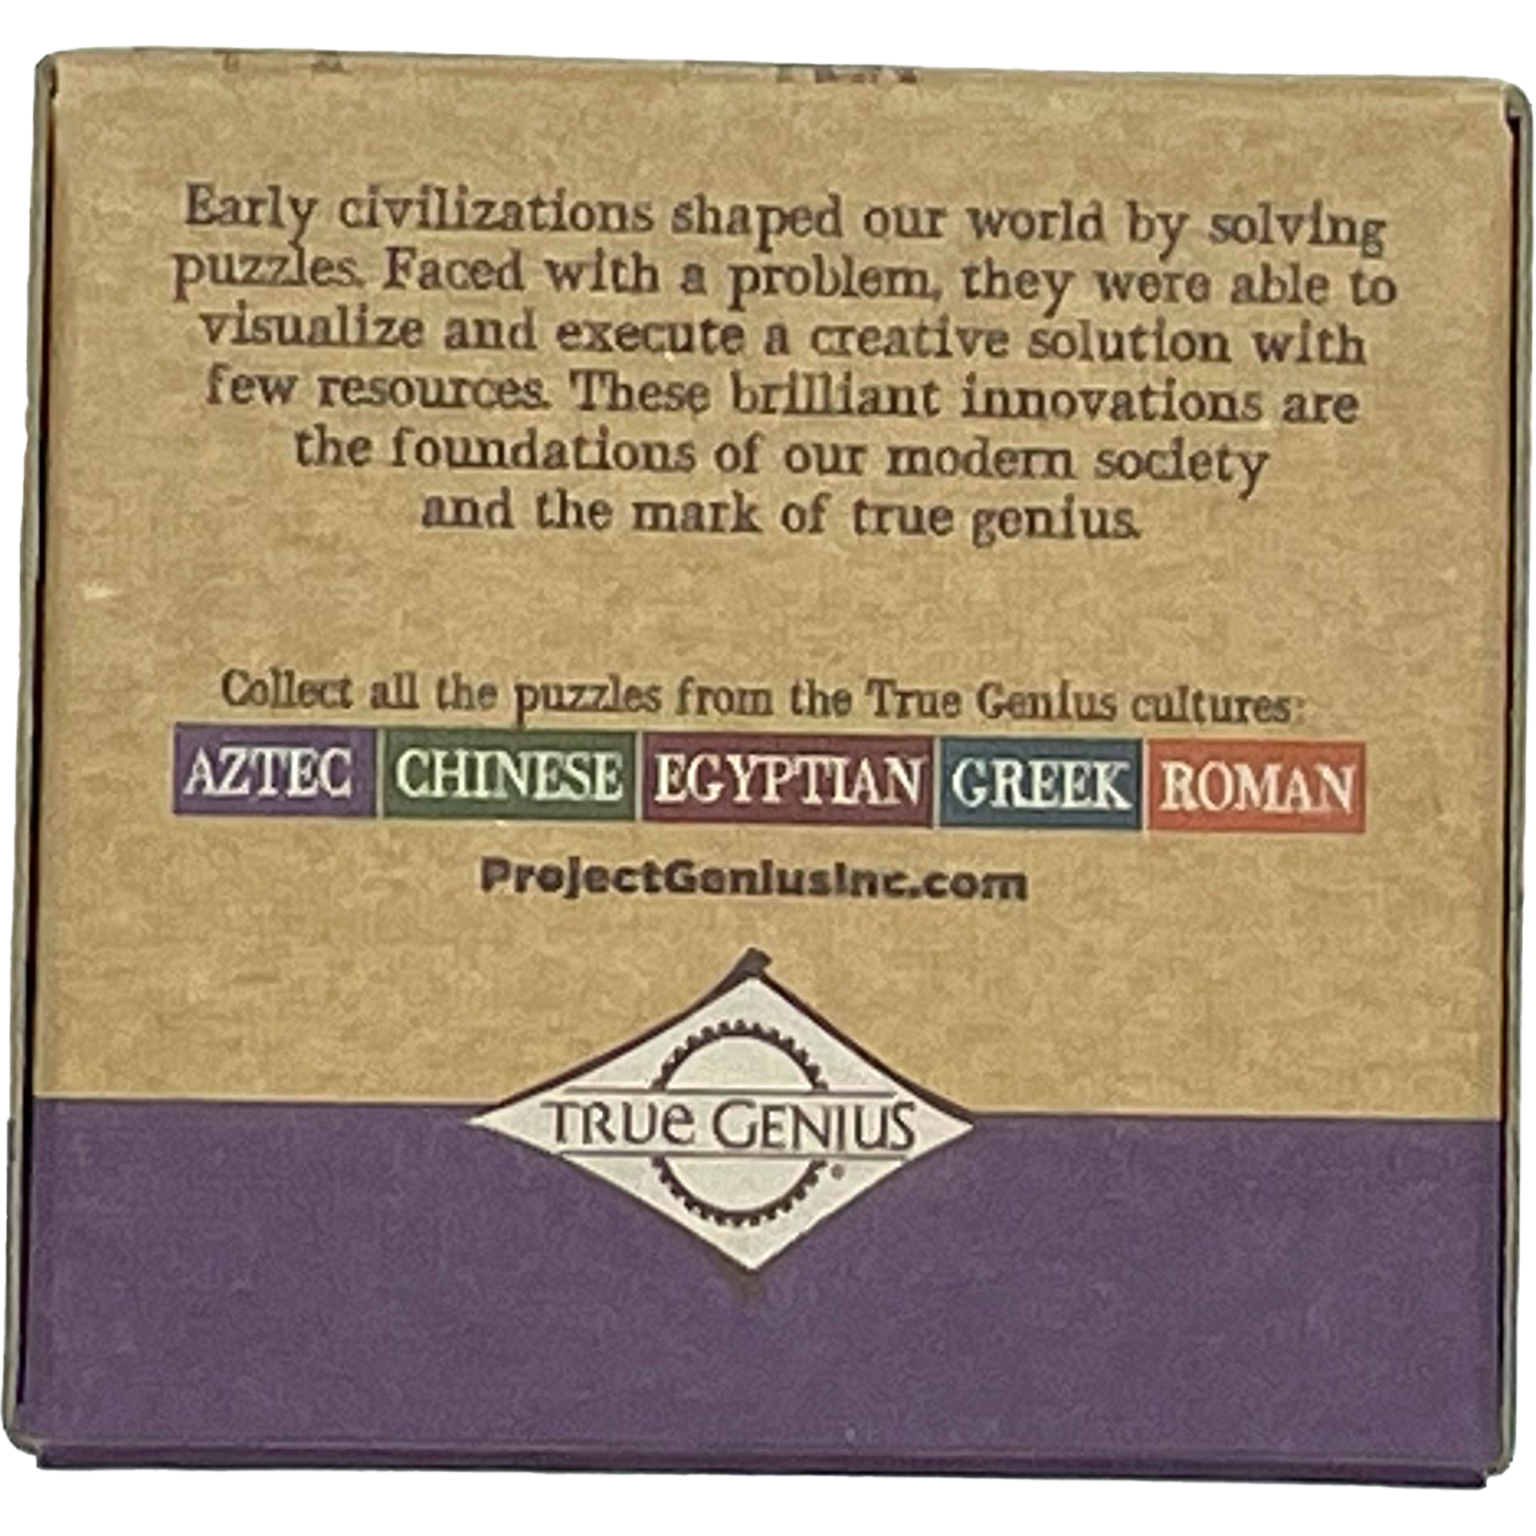 Early civilizations shaped our world by solving
puzzles. Faced with a problem, they were able to
visualize and execute a creative solution with
few resources. These brilliant innovations are
the foundations of our modern society
and the mark of true genius.
Collect all the puzzles from the True Genius cultures:
AZTEC CHINESE EGYPTIAN GREEK ROMAN
ProjectGeniusInc.com
TRUe GENIUS